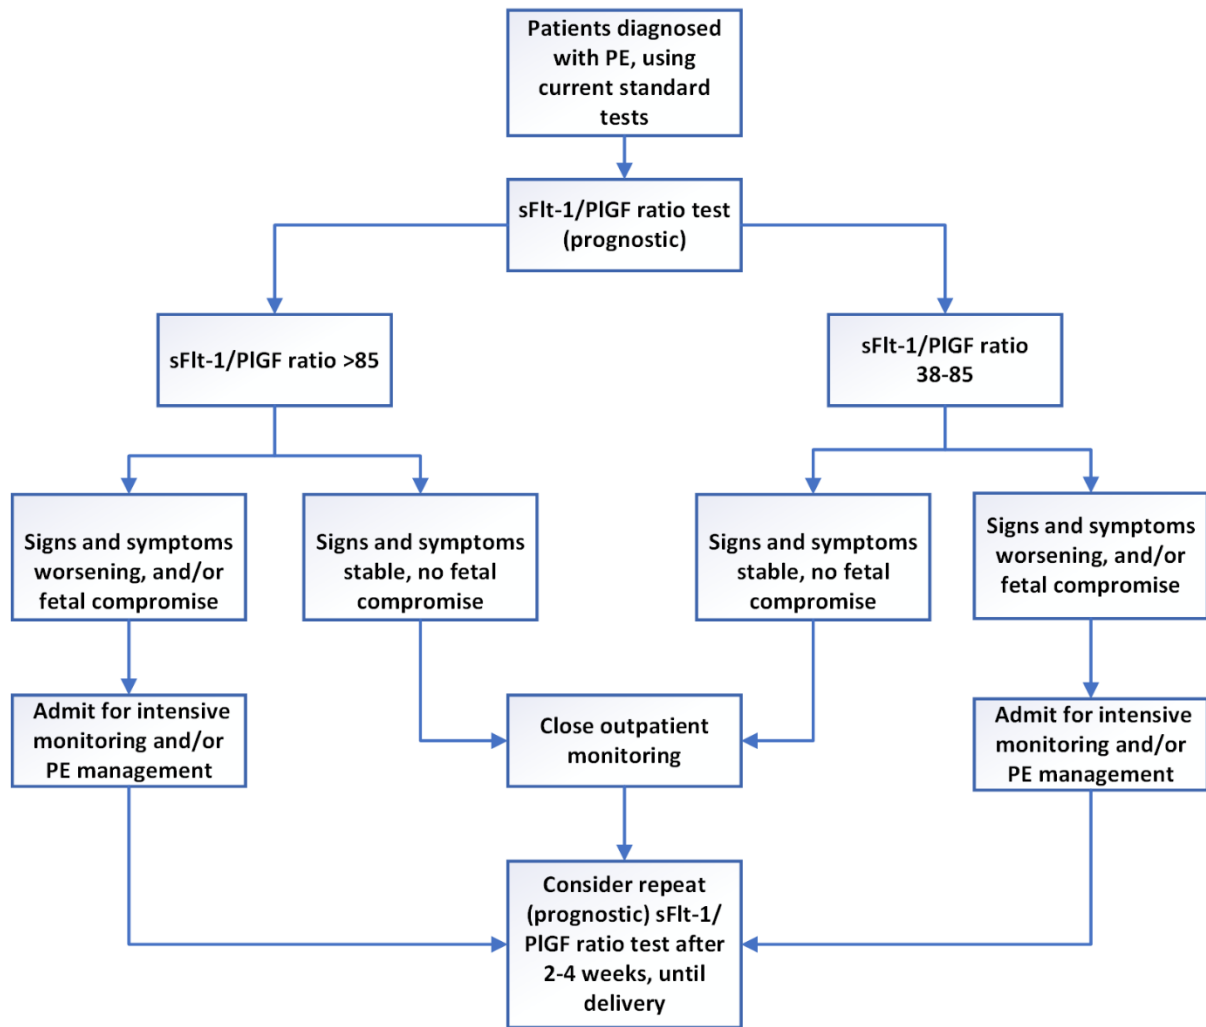 Patients diagnosed
with PE, using
current standard
tests
sFlt-1/PlGF ratio test
(prognostic)
sFlt-1/PlGF ratio >85
sFlt-1/PlGF ratio
38-85
Signs and symptoms
worsening, and/or
fetal compromise
Signs and symptoms
stable, no fetal
compromise
Signs and symptoms
stable, no fetal
compromise
Signs and symptoms
worsening, and/or
fetal compromise
Admit for intensive
monitoring and/or
PE management
Close outpatient
monitoring
Admit for intensive
monitoring and/or
PE management
Consider repeat
(prognostic) sFlt-1/
PlGF ratio test after
2-4 weeks, until
delivery